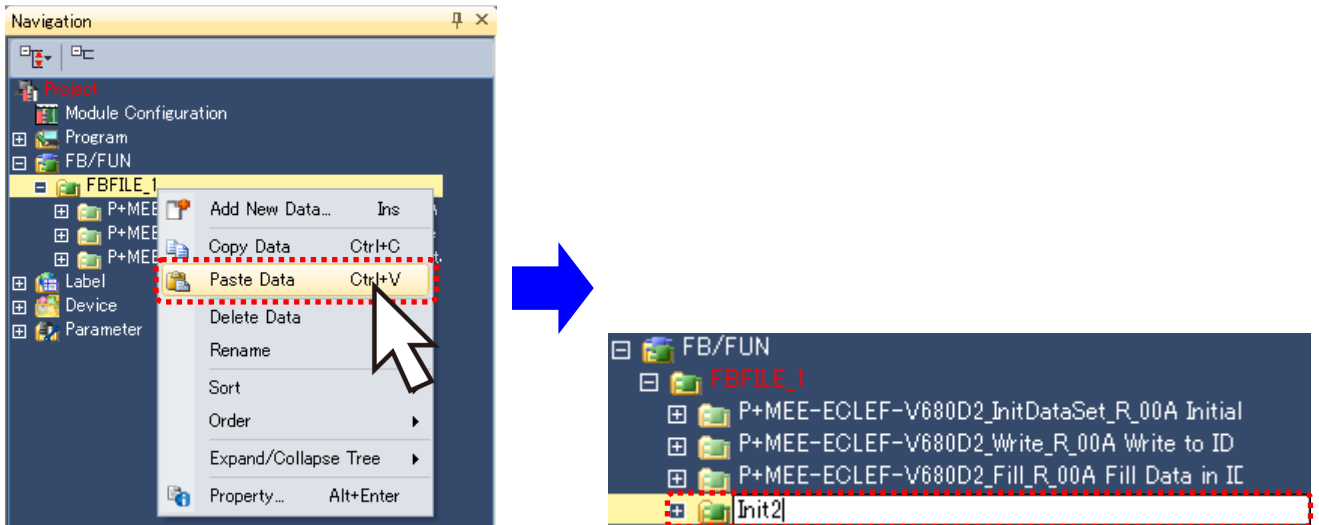 Navigation
Project
Module Configuration
Program
FB/FUN
FBFILE_1
P+MEE
P+MEE
P+MEE
Label
Device
Parameter
Add New Data... Ins
Copy Data Ctrl+C
Paste Data Ctrl+V
Delete Data
Rename
Sort
Order
Expand/Collapse Tree
Property... Alt+Enter
FB/FUN
FBFILE_1
P+MEE-ECLEF-V680D2_InitDataSet_R_00A Initial
P+MEE-ECLEF-V680D2_Write_R_00A Write to ID
P+MEE-ECLEF-V680D2_Fill_R_00A Fill Data in ID
Init2